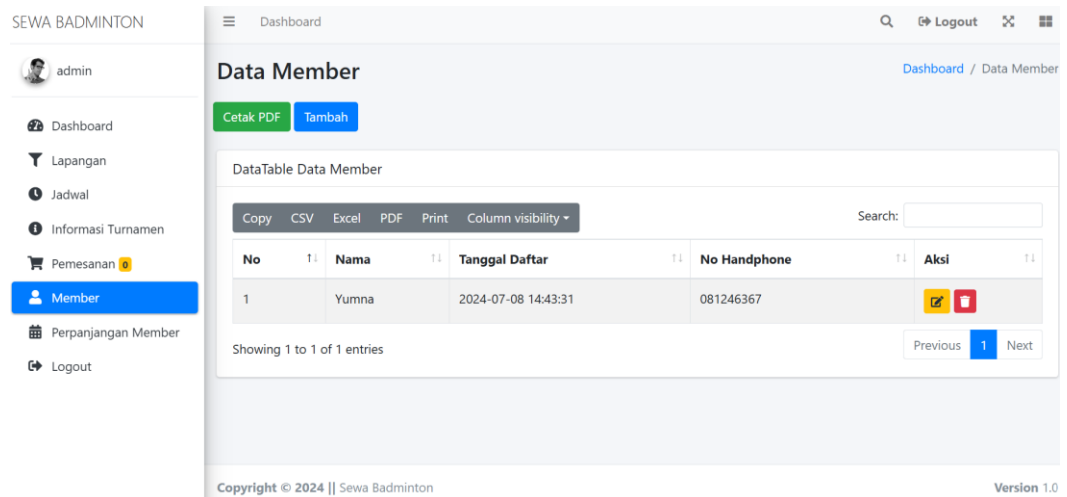 SEWA BADMINTON
Dashboard
Logout
admin
Data Member
Dashboard / Data Member
Cetak PDF
Tambah
Dashboard
Lapangan
Jadwal
Informasi Turnamen
Pemesanan 0
Member
Perpanjangan Member
Logout
DataTable Data Member
Copy CSV Excel PDF Print Column visibility
Search:
No Nama Tanggal Daftar No Handphone Aksi
1 Yumna 2024-07-08 14:43:31 081246367
Showing 1 to 1 of 1 entries
Previous 1 Next
Copyright © 2024 || Sewa Badminton
Version 1.0